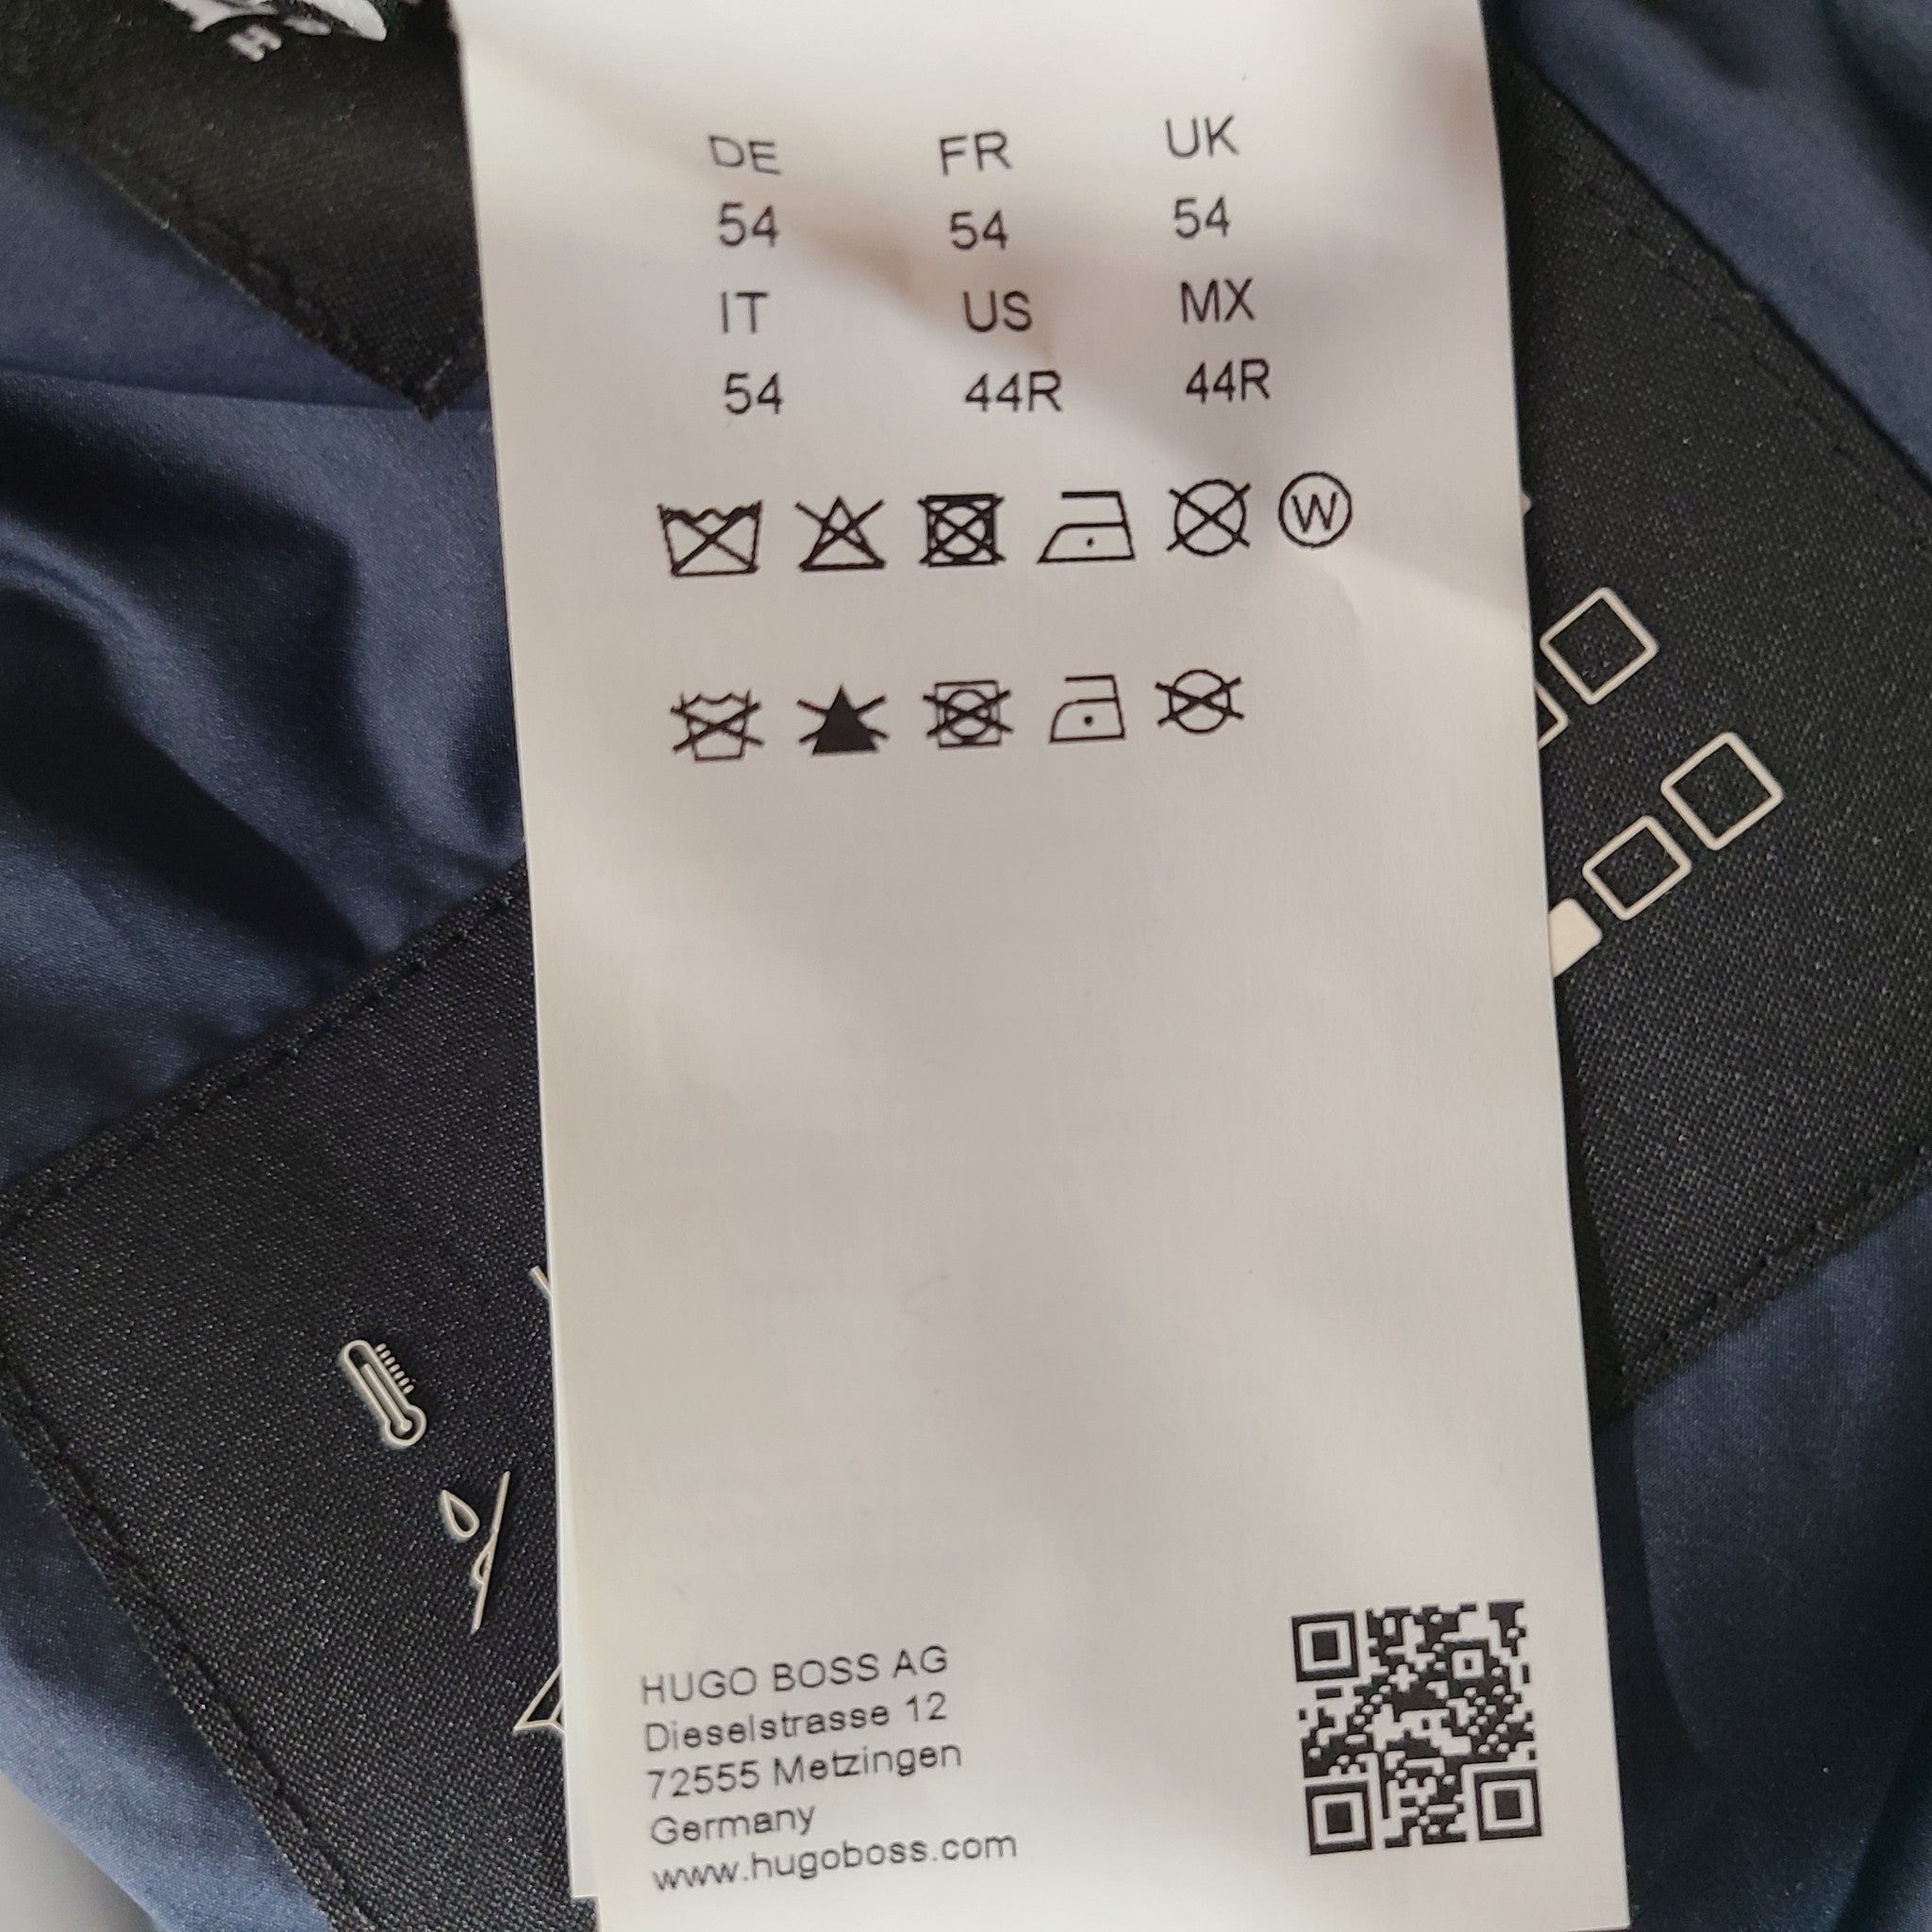 DE FR UK
54 54 54
IT US MX
54 44R 44R
W
HUGO BOSS AG
Dieselstrasse 12
72555 Metzingen
Germany
www.hugoboss.com